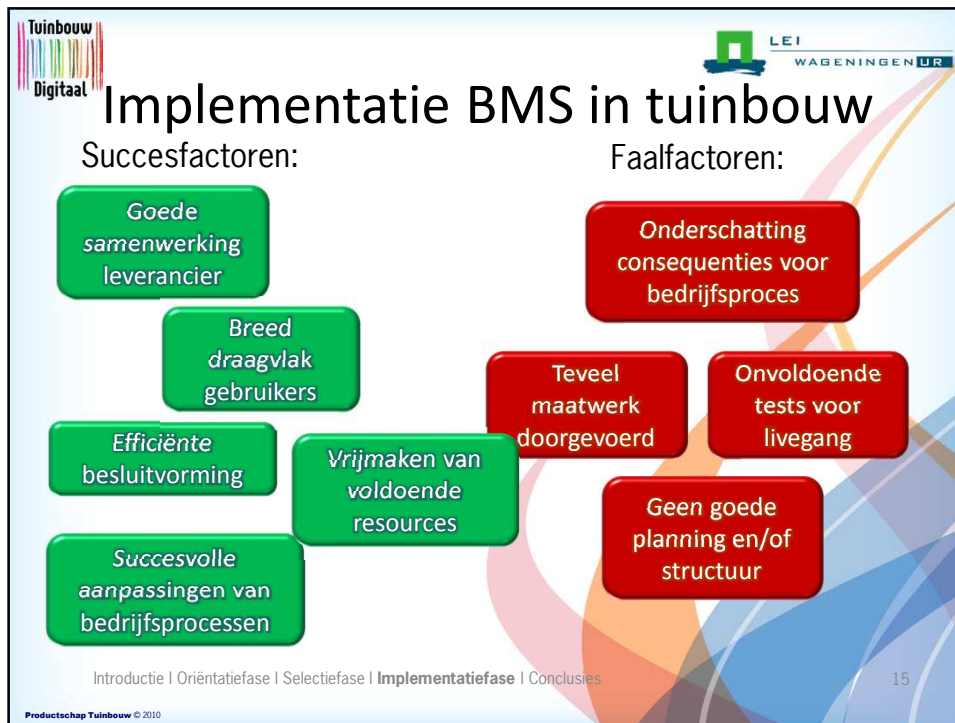 Tuinbouw
Digitaal
LEI
WAGENINGEN UR
Implementatie BMS in tuinbouw
Succesfactoren:
Goede
samenwerking
leverancier
Breed
draagvlak
gebruikers
Efficiënte
besluitvorming
Vrijmaken van
voldoende
resources
Succesvolle
aanpassingen van
bedrijfsprocessen
Faalfactoren:
Onderschatting
consequenties voor
bedrijfsproces
Teveel
maatwerk
doorgevoerd
Onvoldoende
tests voor
livegang
Geen goede
planning en/of
structuur
Introductie I Oriëntatiefase I Selectiefase I Implementatiefase I Conclusies
15
Productschap Tuinbouw © 2010